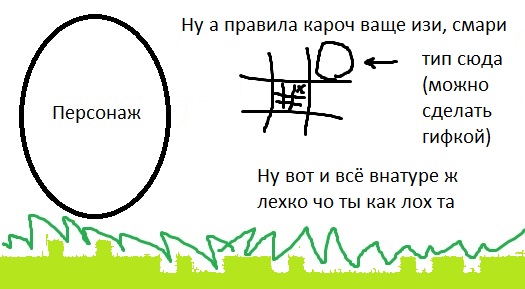 Ну а правила кароч ваще изи, смари
тип сюда
(можно
сделать
гифкой)
Персонаж
Ну вот и всё внатуре ж
лехко чо ты как лох та